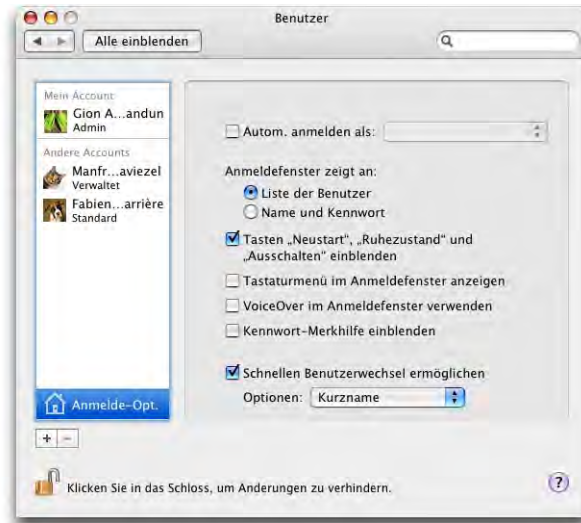 Benutzer
Alle einblenden
Mein Account
Gion A...andun
Admin
Andere Accounts
Manfr...aviezel
Verwaltet
Fabien...arrière
Standard
Anmelde-Opt.
+ −
Autom. anmelden als:
Anmeldefenster zeigt an:
Liste der Benutzer
Name und Kennwort
Tasten „Neustart“, „Ruhezustand“ und
„Ausschalten“ einblenden
Tastaturmenü im Anmeldefenster anzeigen
VoiceOver im Anmeldefenster verwenden
Kennwort-Merkhilfe einblenden
Schnellen Benutzerwechsel ermöglichen
Optionen: Kurzname
Klicken Sie in das Schloss, um Änderungen zu verhindern.
?